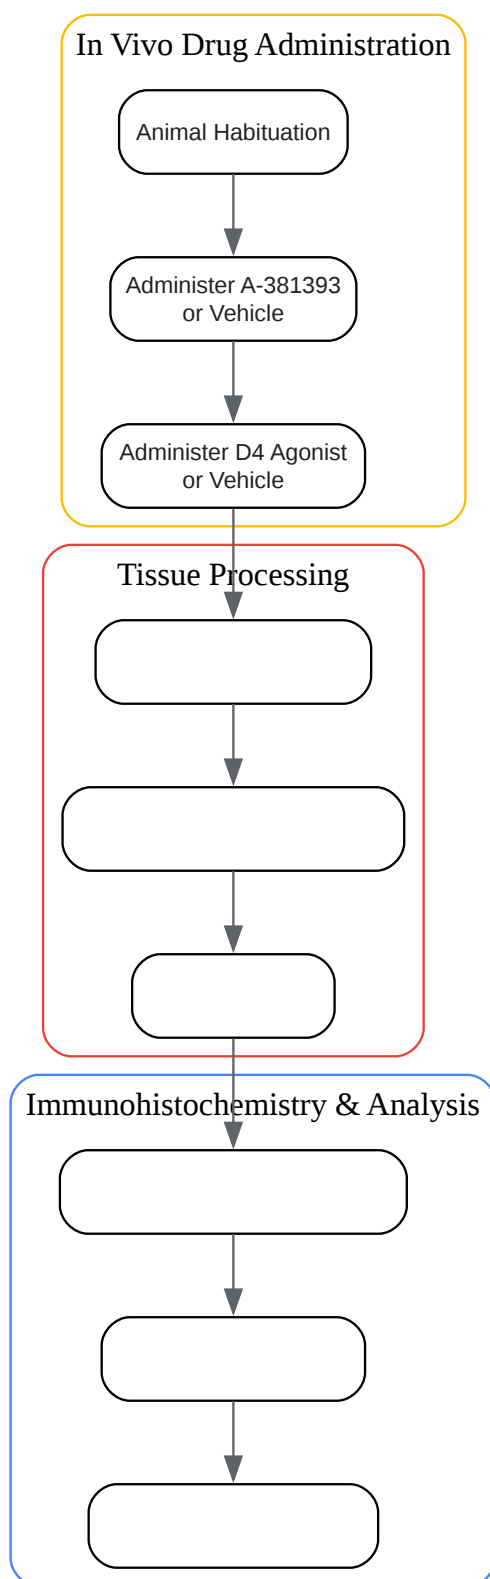 In Vivo Drug Administration
Animal Habituation
Administer A-381393
or Vehicle
Administer D4 Agonist
or Vehicle
Tissue Processing
Immunohistochemistry & Analysis